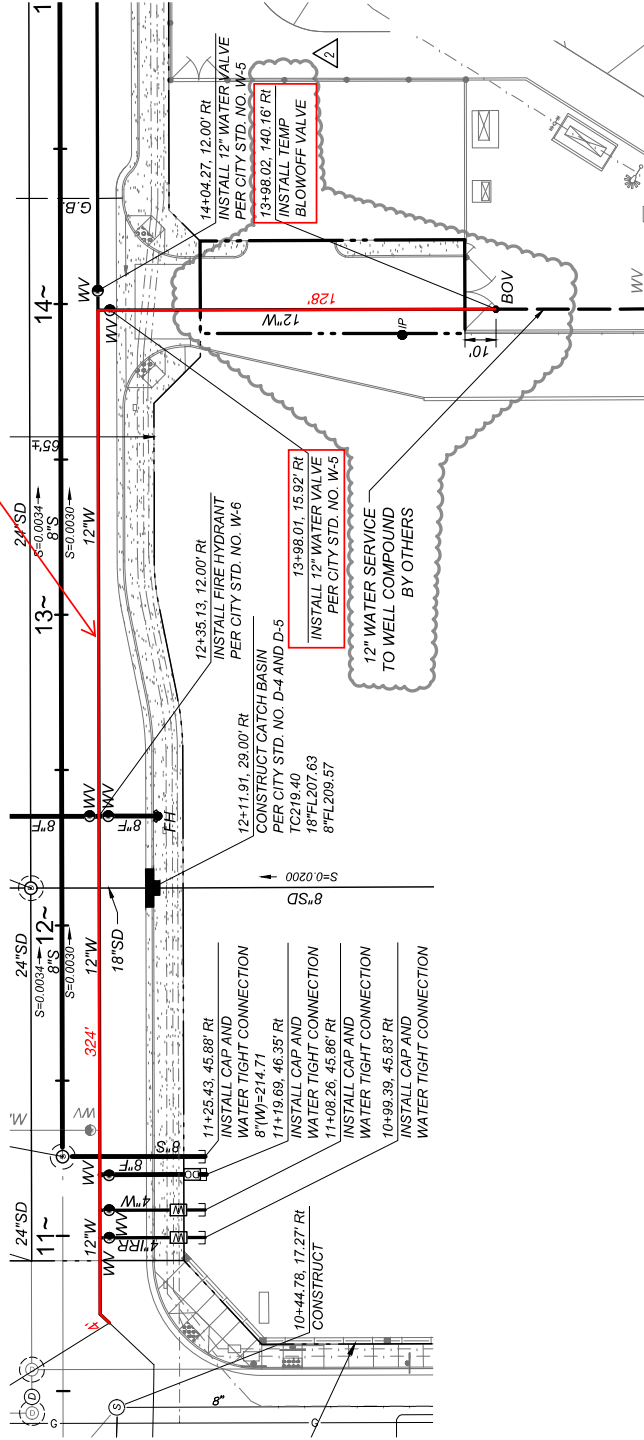 14+04.27, 12.00' Rt
INSTALL 12" WATER VALVE
PER CITY STD. NO. W-5
13+98.02, 140.16' Rt
INSTALL TEMP
BLOWOFF VALVE
2
1
G.B.
WV
14~
WV
128'
12"W
IP
BOV
10'
WV
65'±
24"SD
S=0.0034
8"S
S=0.0030
12"W
13~
12+35.13, 12.00' Rt
INSTALL FIRE HYDRANT
PER CITY STD. NO. W-6
13+98.01, 15.92' Rt
INSTALL 12" WATER VALVE
PER CITY STD. NO. W-5
12" WATER SERVICE
TO WELL COMPOUND
BY OTHERS
12+11.91, 29.00' Rt
CONSTRUCT CATCH BASIN
PER CITY STD. NO. D-4 AND D-5
TC219.40
18"FL207.63
8"FL209.57
8"F
WV
WV
8"F
FH
S=0.0200
8"SD
24"SD
S=0.0034
8"S
12~
S=0.0030
12"W
18"SD
324'
11+25.43, 45.88' Rt
INSTALL CAP AND
WATER TIGHT CONNECTION
8"(W)=214.71
11+19.69, 46.35' Rt
INSTALL CAP AND
WATER TIGHT CONNECTION
11+08.26, 45.86' Rt
INSTALL CAP AND
WATER TIGHT CONNECTION
10+99.39, 45.83' Rt
INSTALL CAP AND
WATER TIGHT CONNECTION
"W
WV
8"S
WV
8"F
4"W
WV
4"IRR
WV
24"SD
11~
12"W
4'
10+44.78, 17.27' Rt
CONSTRUCT
D
D
S
8"
G
G